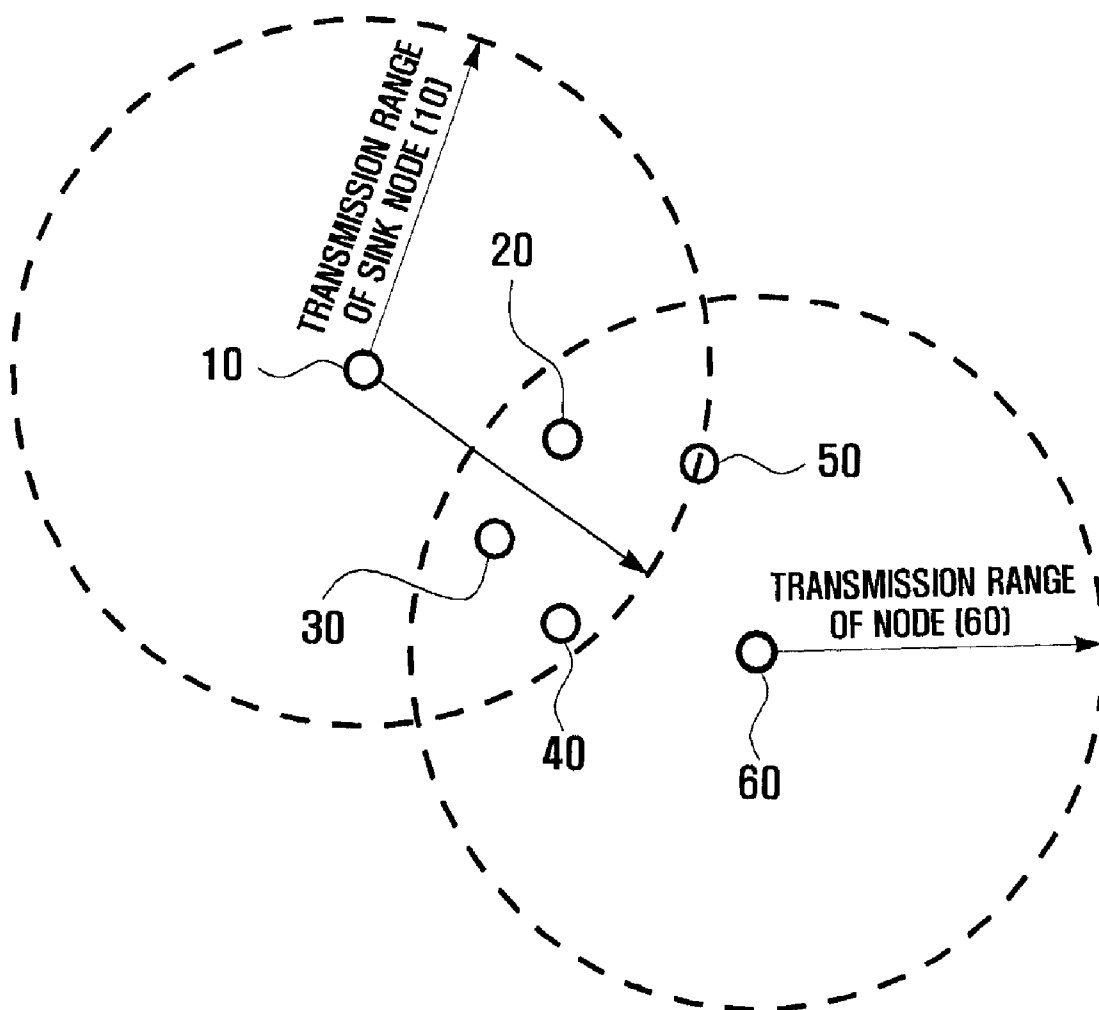 TRANSMISSION RANGE
OF SINK NODE (10)
20
10
50
30
TRANSMISSION RANGE
OF NODE (60)
40
60